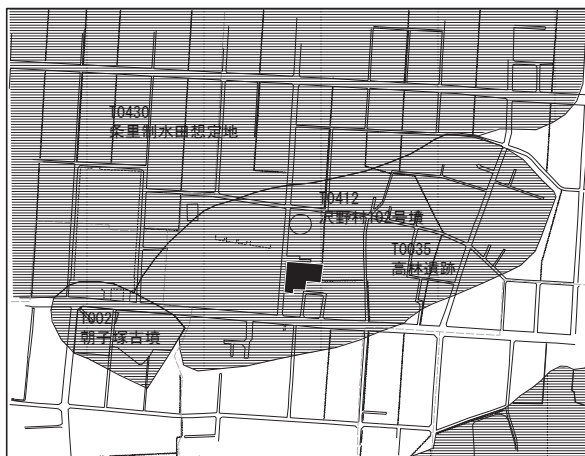 T0430
条里制水田想定地
T0412
沢野村102号墳
T0035
高林遺跡
T0027
朝子塚古墳